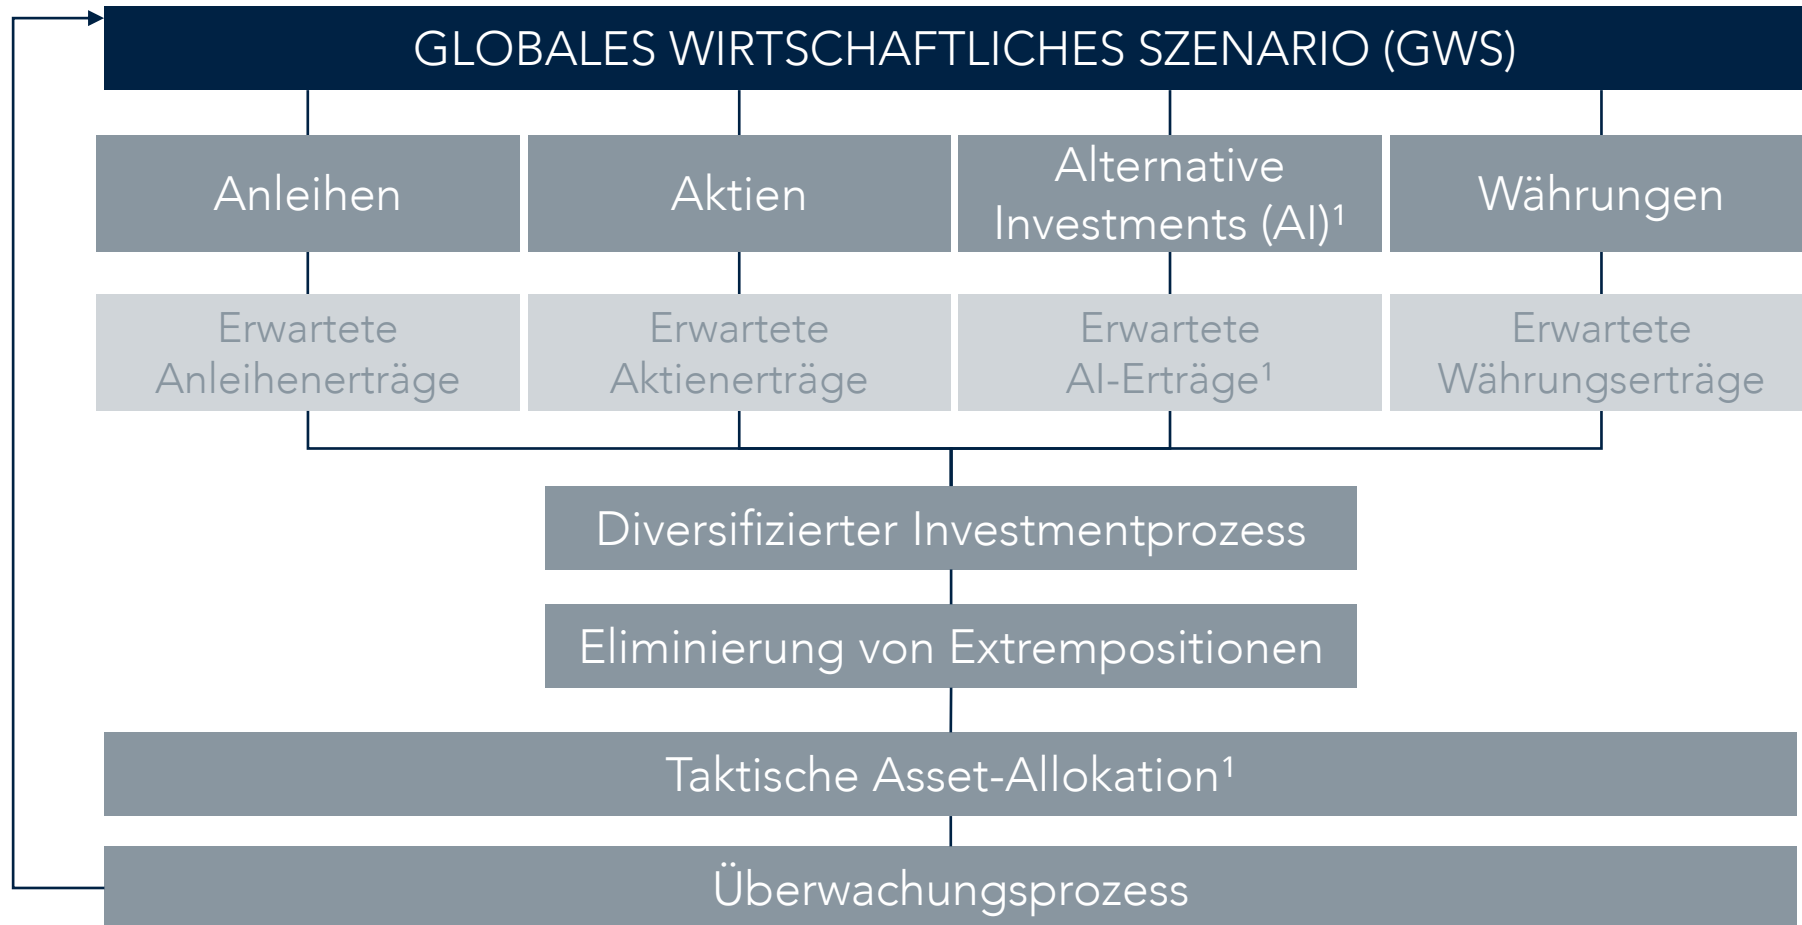 GLOBALES WIRTSCHAFTLICHES SZENARIO (GWS)
Anleihen
Aktien
Alternative
Investments (AI)¹
Währungen
Erwartete
Anleihenerträge
Erwartete
Aktienerträge
Erwartete
AI-Erträge¹
Erwartete
Währungserträge
Diversifizierter Investmentprozess
Eliminierung von Extrempositionen
Taktische Asset-Allokation¹
Überwachungsprozess